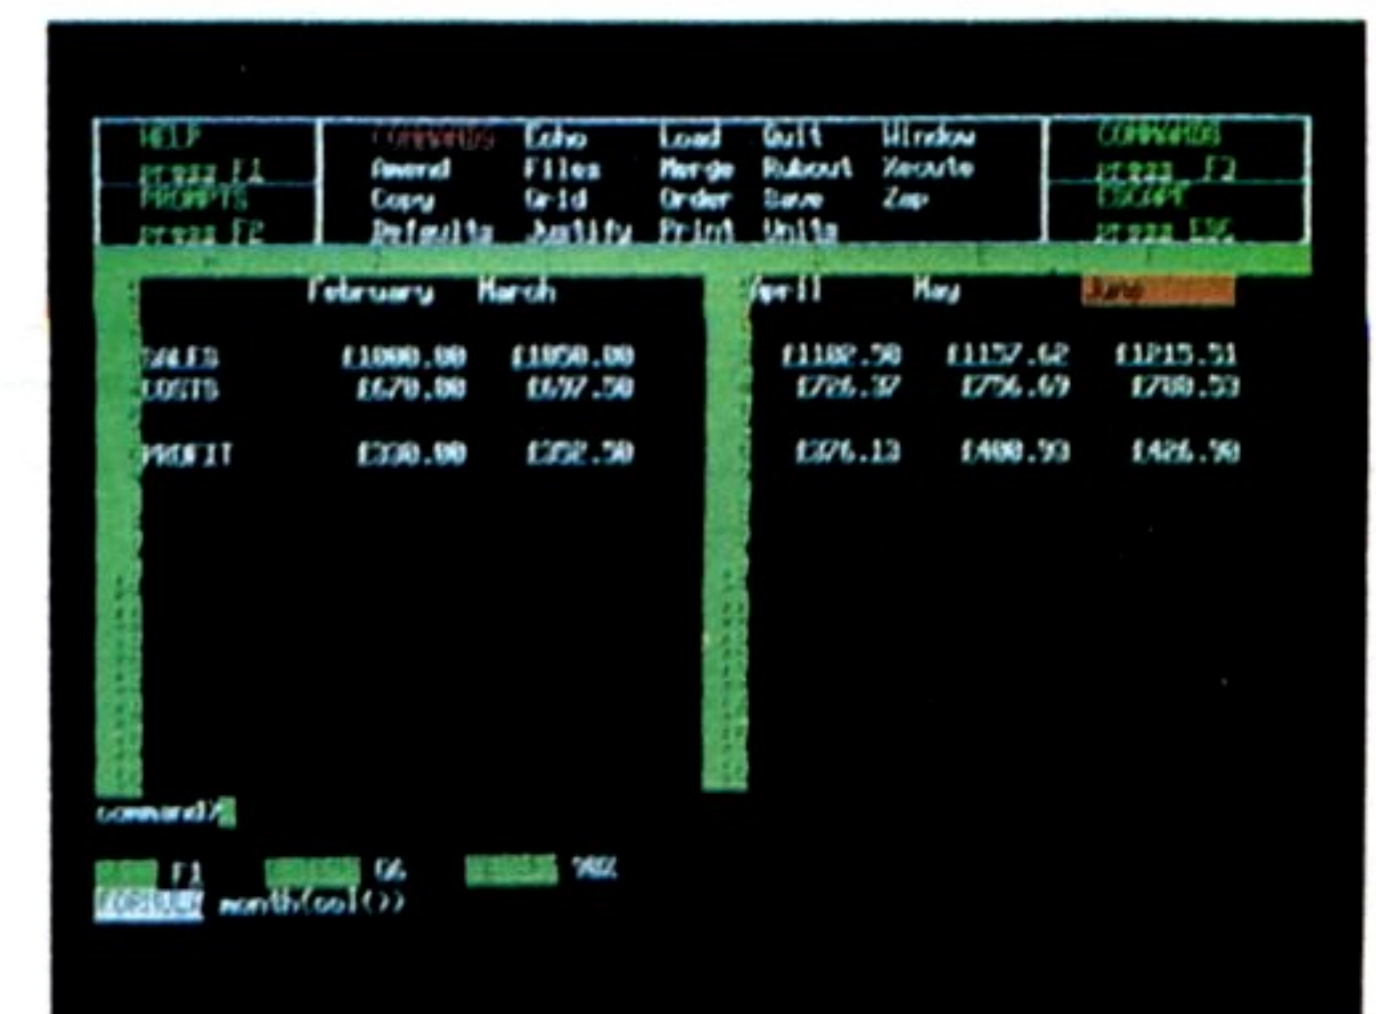 HELP COMMANDS Echo Load Quit Window COMMANDS
press F1 Amend Files Merge Rubout Xecute press F3
PROMPTS Copy Grid Order Save Zap ESCAPE
press F2 Defaults Justify Print Units press ESC
February March April May June
SALES £1000.00 £1050.00 £1102.50 £1157.62 £1215.51
COSTS £670.00 £697.50 £726.37 £756.69 £788.53
PROFIT £330.00 £352.50 £376.13 £400.93 £426.98
command>
F1 G6 98%
FORMULA month(col())